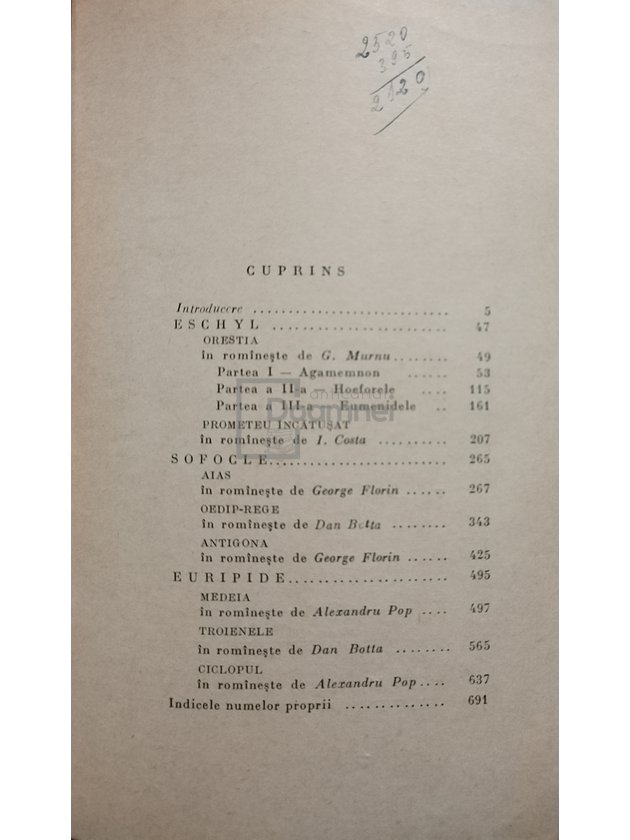 2520
395
2120
CUPRINS
Introducere ............................ 5
ESCHYL ........................ 47
ORESTIA
în romînește de G. Murnu........ 49
Partea I — Agamemnon ...... 53
Partea a II-a — Hoeforele .... 115
Partea a III-a — Eumenidele .. 161
PROMETEU INCĂTUȘAT
în romînește de I. Costa .......... 207
SOFOCLE......................... 265
AIAS
în romînește de George Florin ...... 267
OEDIP-REGE
în romînește de Dan Botta ........ 343
ANTIGONA
în romînește de George Florin ...... 425
EURIPIDE....................... 495
MEDEIA
în romînește de Alexandru Pop .... 497
TROIENELE
în romînește de Dan Botta ........ 565
CICLOPUL
în romînește de Alexandru Pop.... 637
Indicele numelor proprii .............. 691
anticariat
Doamnei